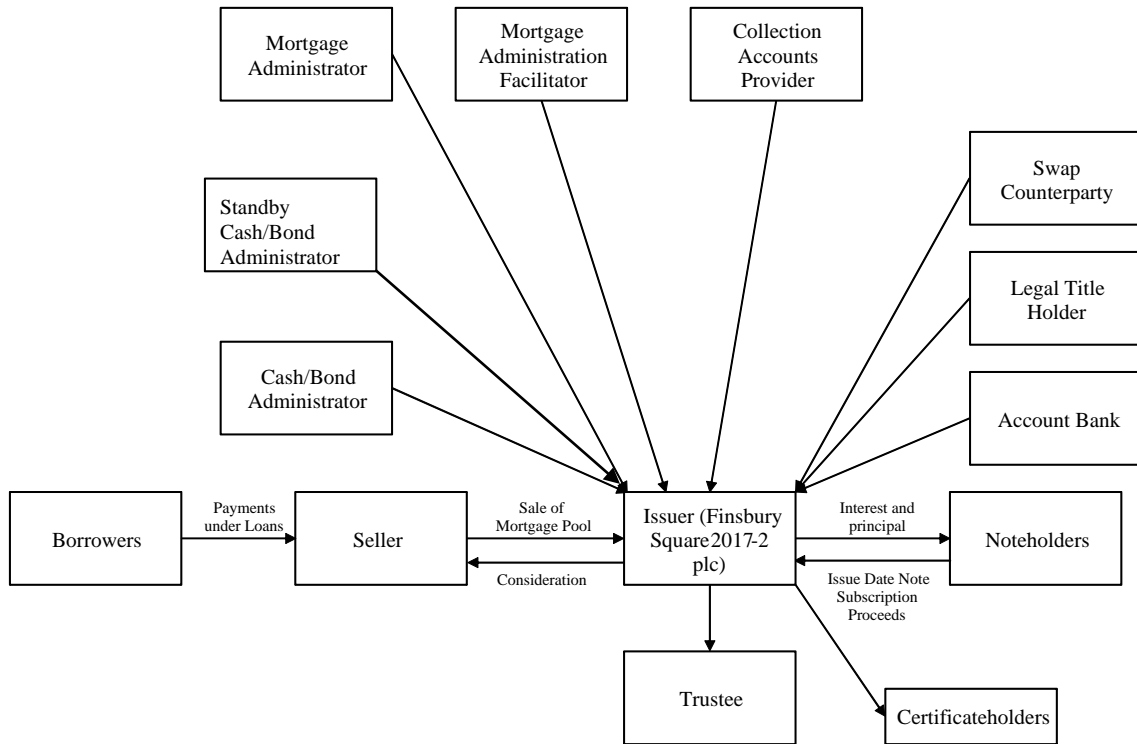 Mortgage
Administrator
Mortgage
Administration
Facilitator
Collection
Accounts
Provider
Swap
Counterparty
Standby
Cash/Bond
Administrator
Legal Title
Holder
Cash/Bond
Administrator
Account Bank
Borrowers
Payments
under Loans
Seller
Sale of
Mortgage Pool
Consideration
Issuer (Finsbury
Square2017-2
plc)
Interest and
principal
Issue Date Note
Subscription
Proceeds
Noteholders
Trustee
Certificateholders